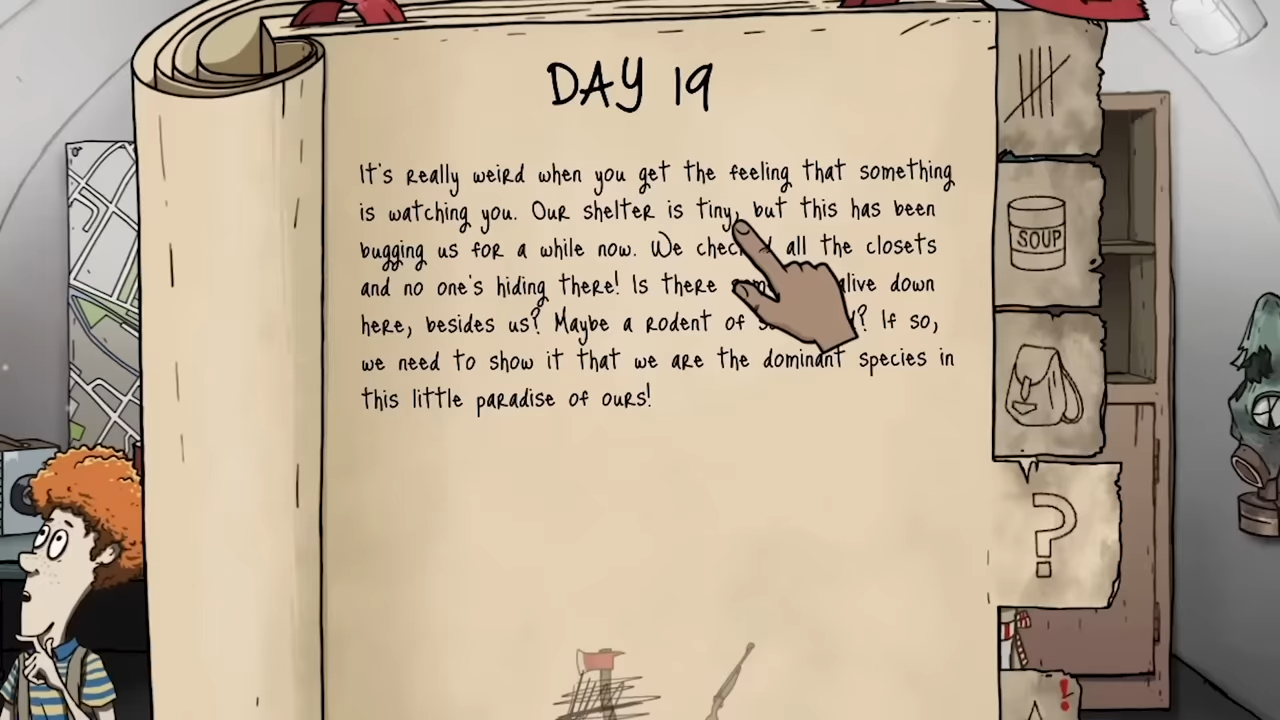 DAY 19
It's really weird when you get the feeling that something
is watching you. Our shelter is tiny, but this has been
bugging us for a while now. We all the closets
and no one's hiding there! Is there alive down
here, besides us? Maybe a rodent of If so,
we need to show it that we are the dominant species in
this little paradise of ours!
SOUP